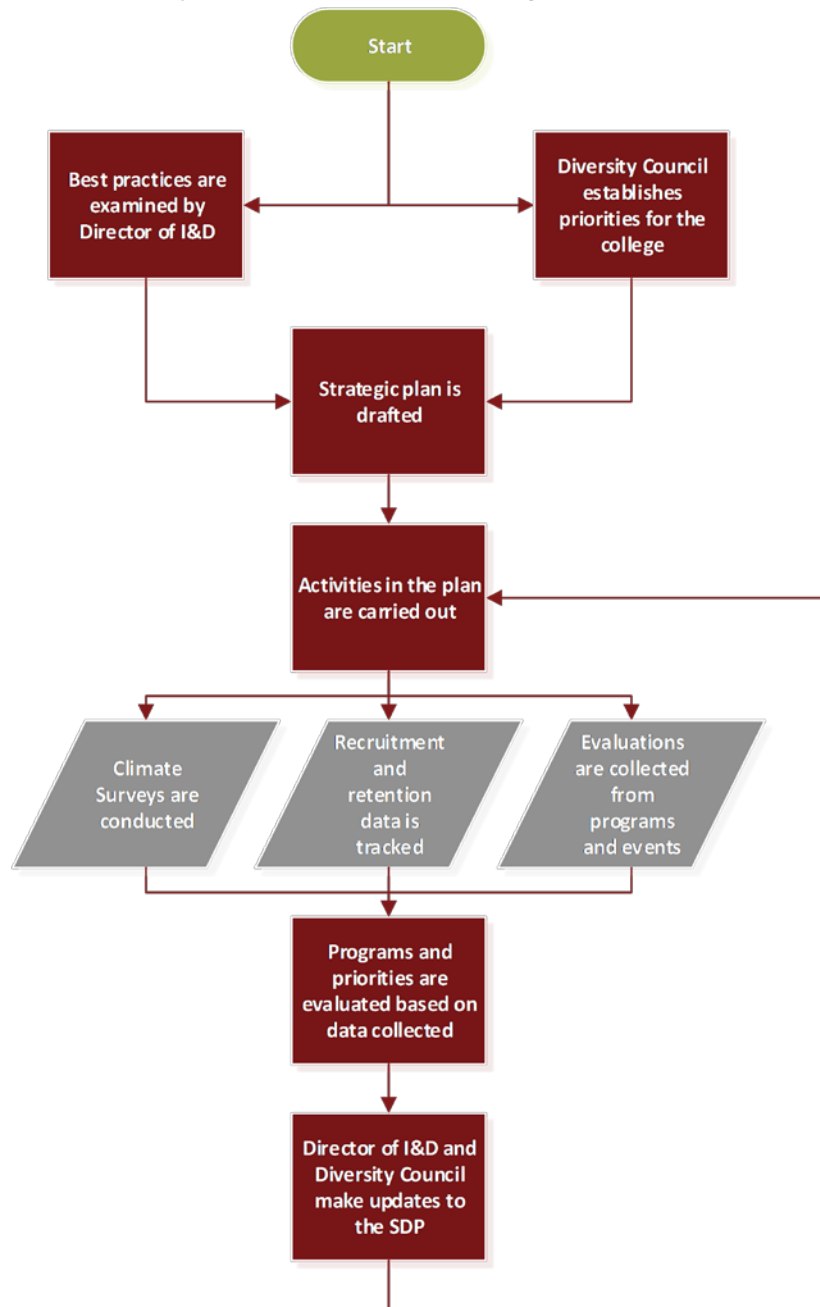 Start
Best practices are
examined by
Director of I&D
Diversity Council
establishes
priorities for the
college
Strategic plan is
drafted
Activities in the plan
are carried out
Climate
Surveys are
conducted
Recruitment
and
retention
data is
tracked
Evaluations
are collected
from
programs
and events
Programs and
priorities are
evaluated based on
data collected
Director of I&D and
Diversity Council
make updates to
the SDP